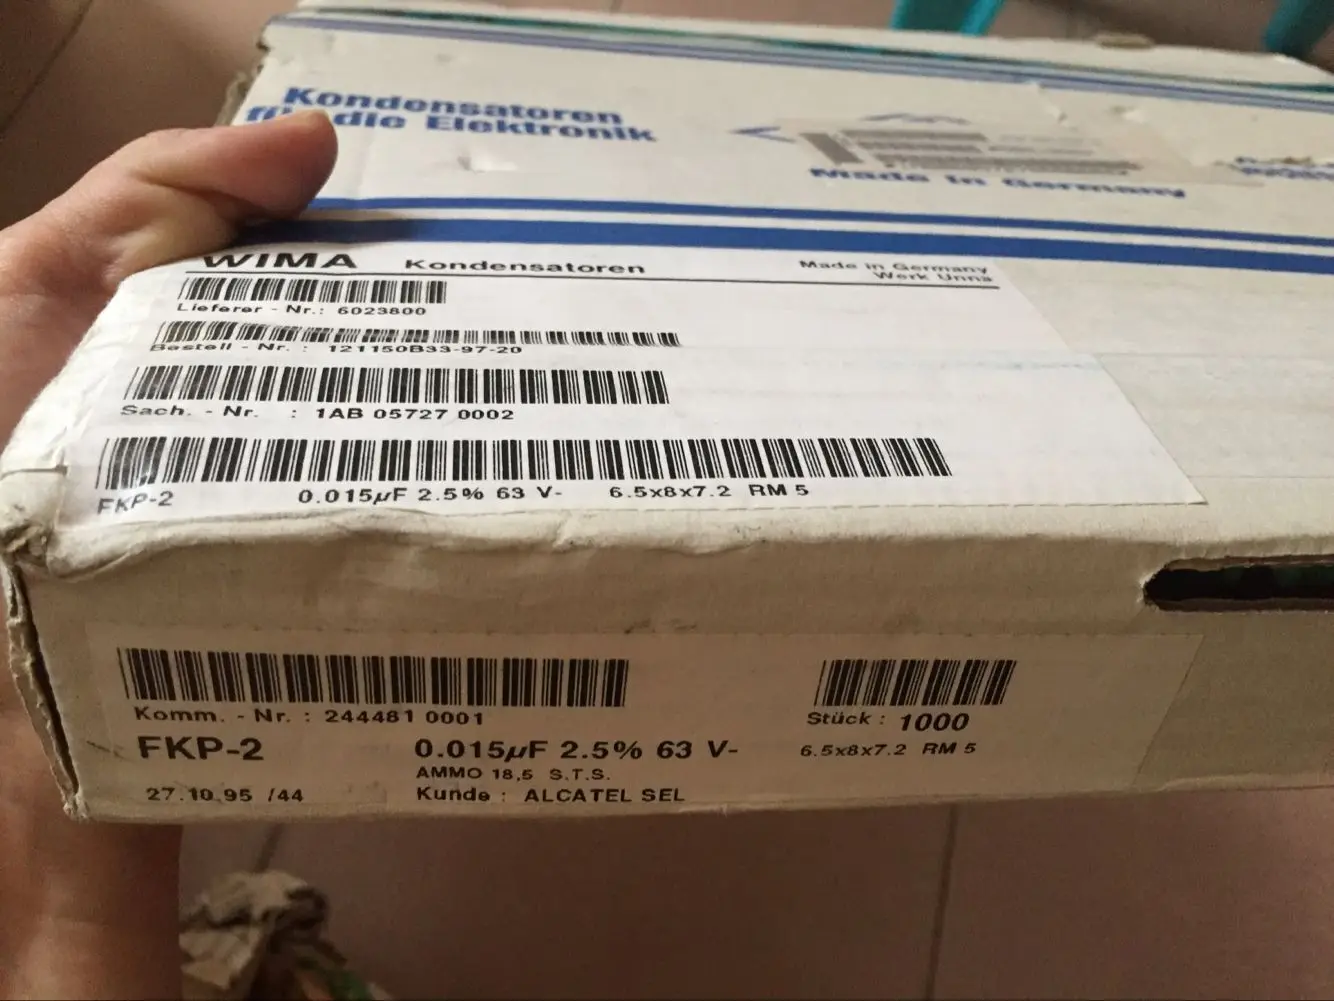 Kondensatoren
für die Elektronik
Made in Germany
WIMA Kondensatoren Made in Germany
Werk Unna
Lieferer - Nr.: 6023800
Bestell - Nr. : 121150B33-97-20
Sach. - Nr. : 1AB 05727 0002
FKP-2 0.015µF 2.5% 63 V- 6.5x8x7.2 RM 5
Komm. - Nr. : 244481 0001 Stück : 1000
FKP-2 0.015µF 2.5% 63 V- 6.5x8x7.2 RM 5
AMMO 18,5 S.T.S.
27.10.95 /44 Kunde : ALCATEL SEL